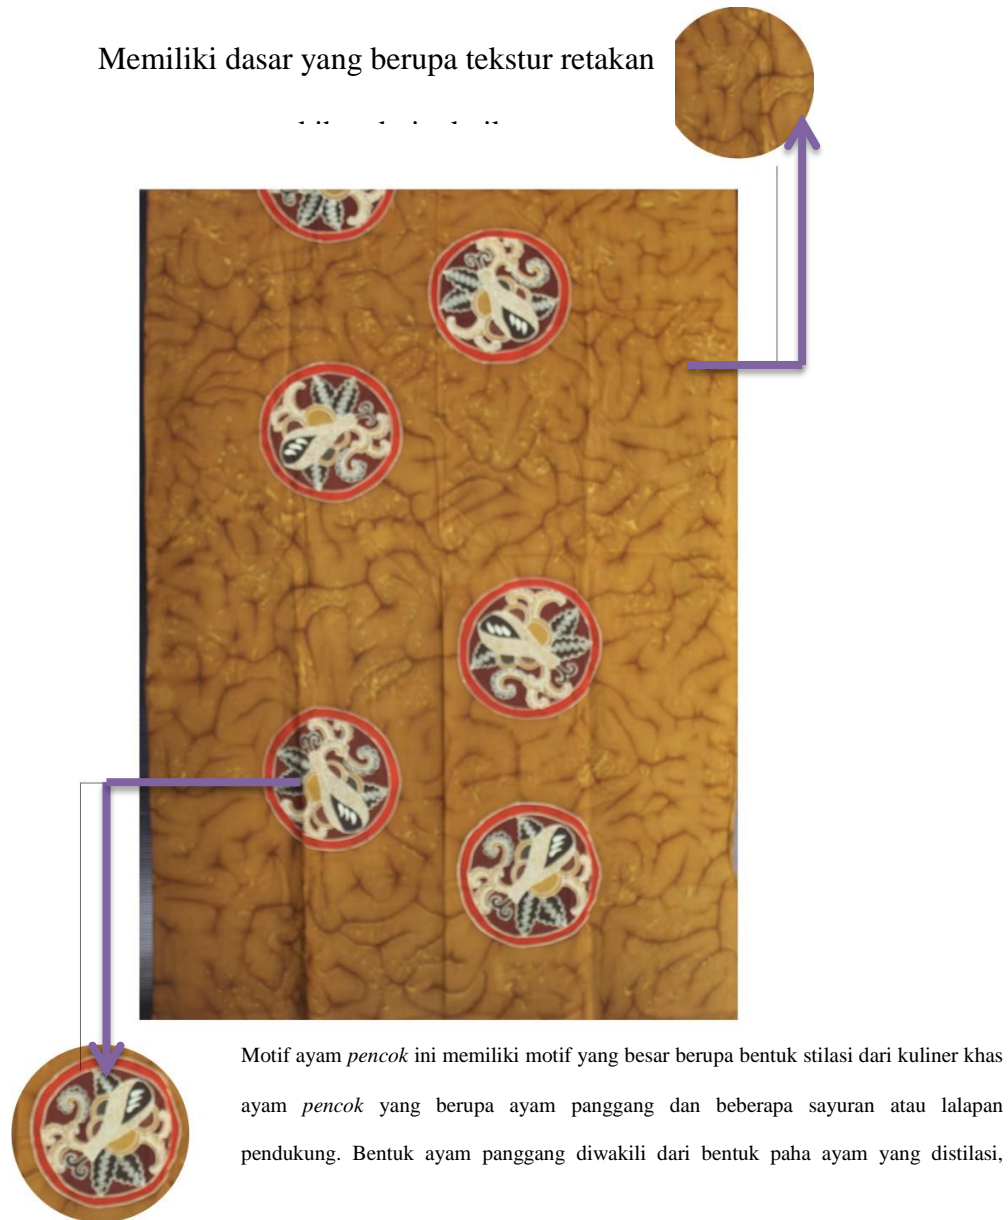 Memiliki dasar yang berupa tekstur retakan
Motif ayam pencok ini memiliki motif yang besar berupa bentuk stilasi dari kuliner khas
ayam pencok yang berupa ayam panggang dan beberapa sayuran atau lalapan
pendukung. Bentuk ayam panggang diwakili dari bentuk paha ayam yang distilasi,